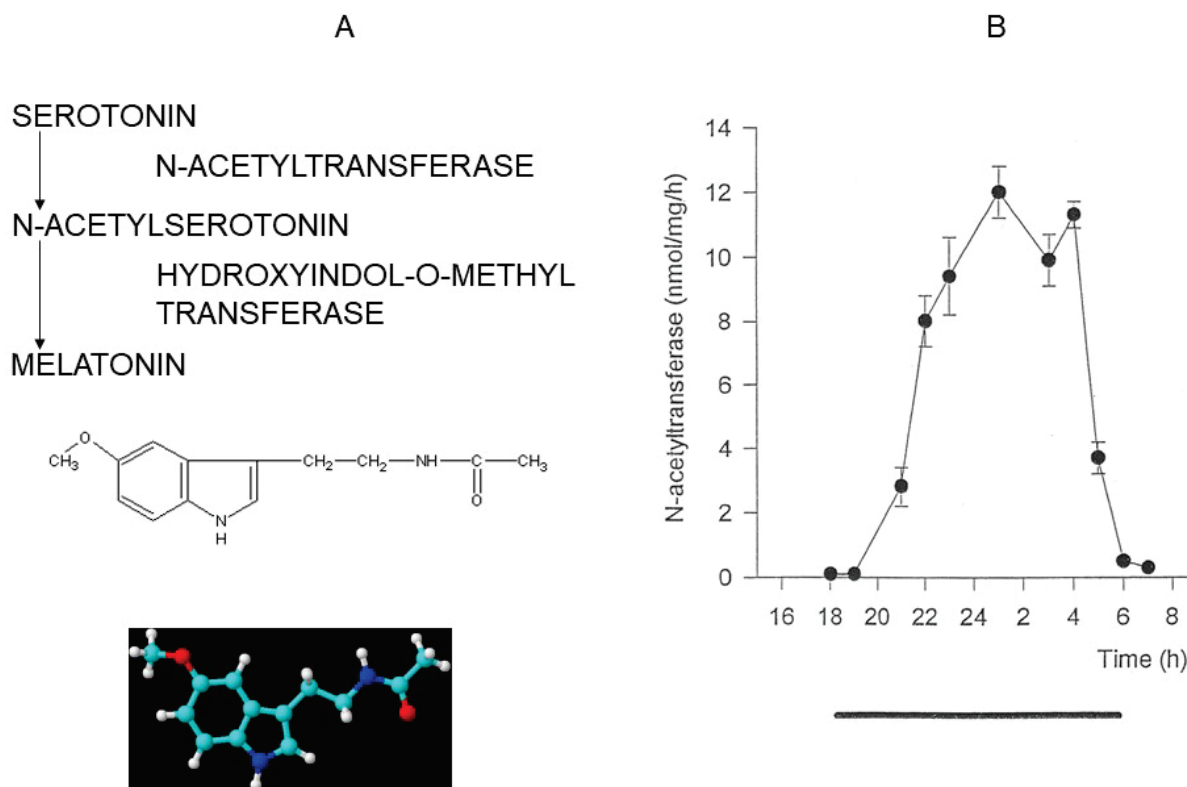 A
SEROTONIN
N-ACETYLTRANSFERASE
N-ACETYLSEROTONIN
HYDROXYINDOL-O-METHYL
TRANSFERASE
MELATONIN
O
CH3
CH2
CH2
NH
C
CH3
O
N
H
B
N-acetyltransferase (nmol/mg/h)
14
12
10
8
6
4
2
0
16 18 20 22 24 2 4 6 8
Time (h)